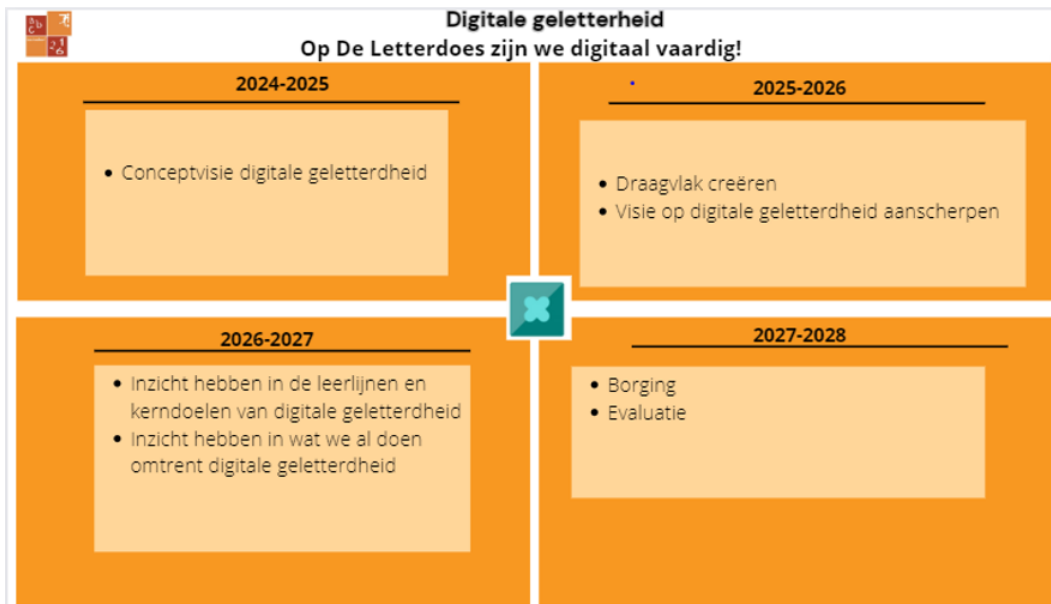 Digitale geletterheid
Op De Letterdoes zijn we digitaal vaardig!
2024-2025
• Conceptvisie digitale geletterdheid
2025-2026
• Draagvlak creëren
• Visie op digitale geletterdheid aanscherpen
2026-2027
• Inzicht hebben in de leerlijnen en
kerndoelen van digitale geletterdheid
• Inzicht hebben in wat we al doen
omtrent digitale geletterdheid
2027-2028
• Borging
• Evaluatie